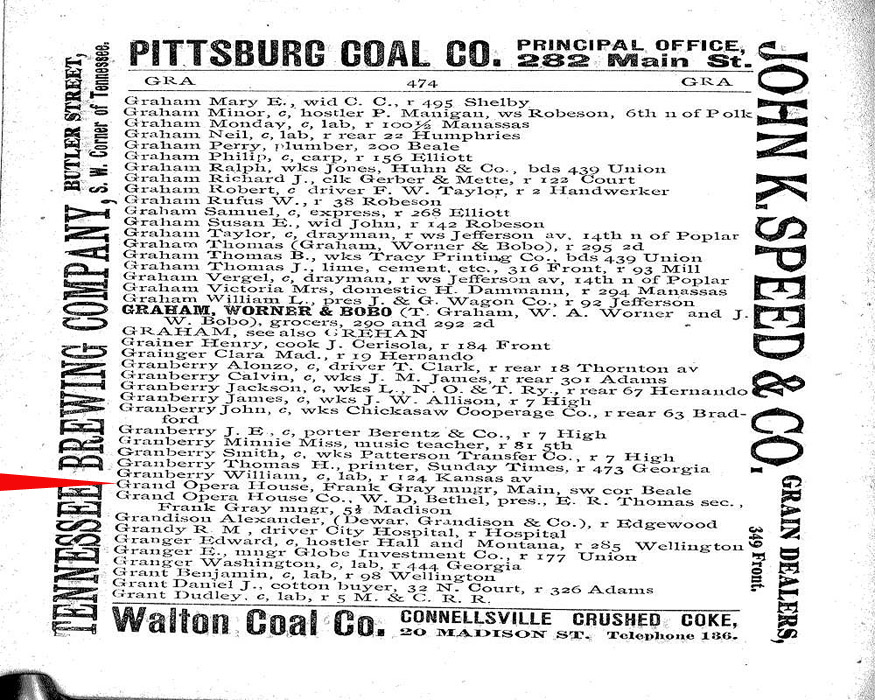 PITTSBURG COAL CO. PRINCIPAL OFFICE,
282 Main St.
GRA 474 GRA
Graham Mary E., wid C. C., r 495 Shelby
Graham Minor, c, hostler P. Manigan, ws Robeson, 6th n of Polk
Graham Monday, c, lab, r 100½ Manassas
Graham Neil, c, lab, r rear 22 Humphries
Graham Perry, plumber, 200 Beale
Graham Philip, c, carp, r 156 Elliott
Graham Ralph, wks Jones, Huhn & Co., bds 439 Union
Graham Richard J., clk Gerber & Mette, r 122 Court
Graham Robert, c driver F. W. Taylor, r 2 Handwerker
Graham Rufus W., r 38 Robeson
Graham Samuel, c, express, r 268 Elliott
Graham Susan E., wid John, r 142 Robeson
Graham Taylor, c, drayman, r ws Jefferson av, 14th n of Poplar
Graham Thomas (Graham, Worner & Bobo), r 295 2d
Graham Thomas B., wks Tracy Printing Co., bds 439 Union
Graham Thomas J., lime, cement, etc., 316 Front, r 93 Mill
Graham Vergel, c, drayman, r ws Jefferson av, 14th n of Poplar
Graham Victoria Mrs, domestic H. Dammann, r 294 Manassas
Graham William L., pres J. & G. Wagon Co., r 92 Jefferson
GRAHAM, WORNER & BOBO (T. Graham, W. A. Worner and J.
W. Bobo), grocers, 290 and 292 2d
GRAHAM, see also GREHAN
Grainer Henry, cook J. Cerisola, r 184 Front
Grainger Clara Mad., r 19 Hernando
Granberry Alonzo, c, driver T. Clark, r rear 18 Thornton av
Granberry Calvin, c, wks J. M. James, r rear 301 Adams
Granberry Jackson, c, wks L., N. O. & T. Ry., r rear 67 Hernando
Granberry James, c, wks J. W. Allison, r 7 High
Granberry John, c, wks Chickasaw Cooperage Co., r rear 63 Brad-
ford
Granberry J. E., c, porter Berentz & Co., r 7 High
Granberry Minnie Miss, music teacher, r 81 5th
Granberry Smith, c, wks Patterson Transfer Co., r 7 High
Granberry Thomas H., printer, Sunday Times, r 473 Georgia
Granberry William, c, lab, r 124 Kansas av
Grand Opera House, Frank Gray mngr, Main, sw cor Beale
Grand Opera House Co., W. D. Bethel, pres., E. R. Thomas sec.,
Frank Gray mngr, 5½ Madison
Grandison Alexander, (Dewar, Grandison & Co.), r Edgewood
Grandy R. M , driver City Hospital, r Hospital
Granger Edward, c, hostler Hall and Montana, r 285 Wellington
Granger E., mngr Globe Investment Co., r 177 Union
Granger Washington, c, lab, r 444 Georgia
Grant Benjamin, c, lab, r 98 Wellington
Grant Daniel J., cotton buyer, 32 N. Court, r 326 Adams
Grant Dudley. c, lab, r 5 M. & C. R. R.
Walton Coal Co. CONNELLSVILLE CRUSHED COKE,
20 MADISON ST. Telephone 136.
TENNESSEE BREWING COMPANY, BUTLER STREET,
S. W. Corner of Tennessee.
JOHN K. SPEED & CO. GRAIN DEALERS,
349 Front.